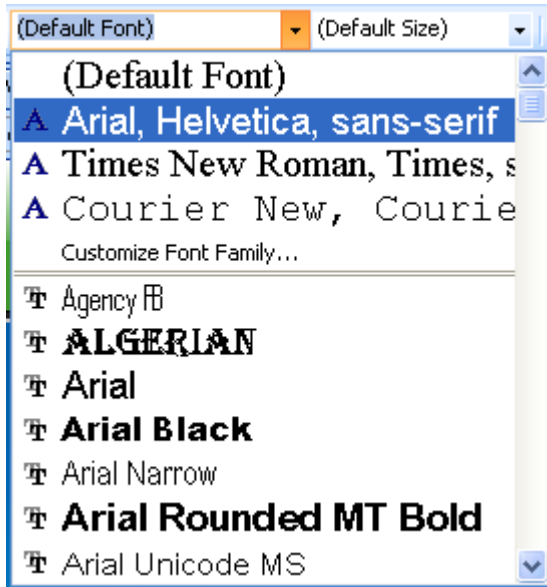 (Default Font) (Default Size)
(Default Font)
A Arial, Helvetica, sans-serif
A Times New Roman, Times, s
A Courier New, Courie
Customize Font Family...
Agency FB
ALGERIAN
Arial
Arial Black
Arial Narrow
Arial Rounded MT Bold
Arial Unicode MS